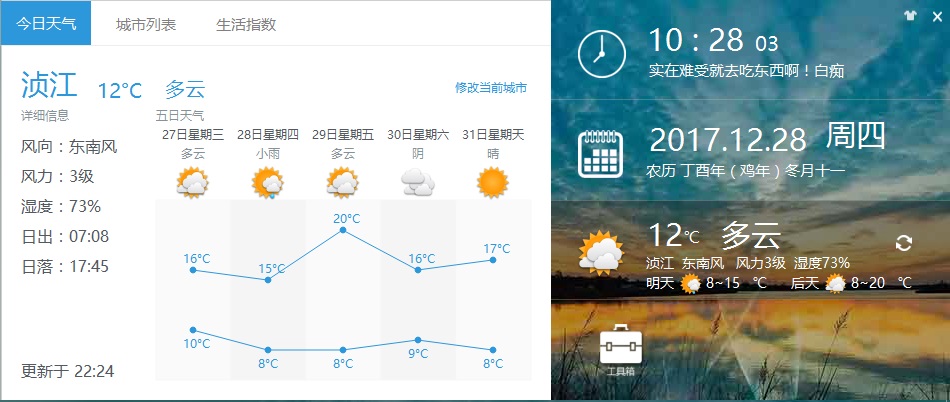 今日天气 城市列表 生活指数
浈江 12°C 多云 修改当前城市
详细信息 五日天气
风向：东南风
风力：3级
湿度：73%
日出：07:08
日落：17:45
更新于 22:24
27日星期三 28日星期四 29日星期五 30日星期六 31日星期天
多云 小雨 多云 阴 晴
16°C 15°C 20°C 16°C 17°C
10°C 8°C 8°C 9°C 8°C
10 : 28 03
实在难受就去吃东西啊！白痴
2017.12.28 周四
农历 丁酉年（鸡年）冬月十一
12℃ 多云
浈江 东南风 风力3级 湿度73%
明天 8~15 ℃ 后天 8~20 ℃
工具箱